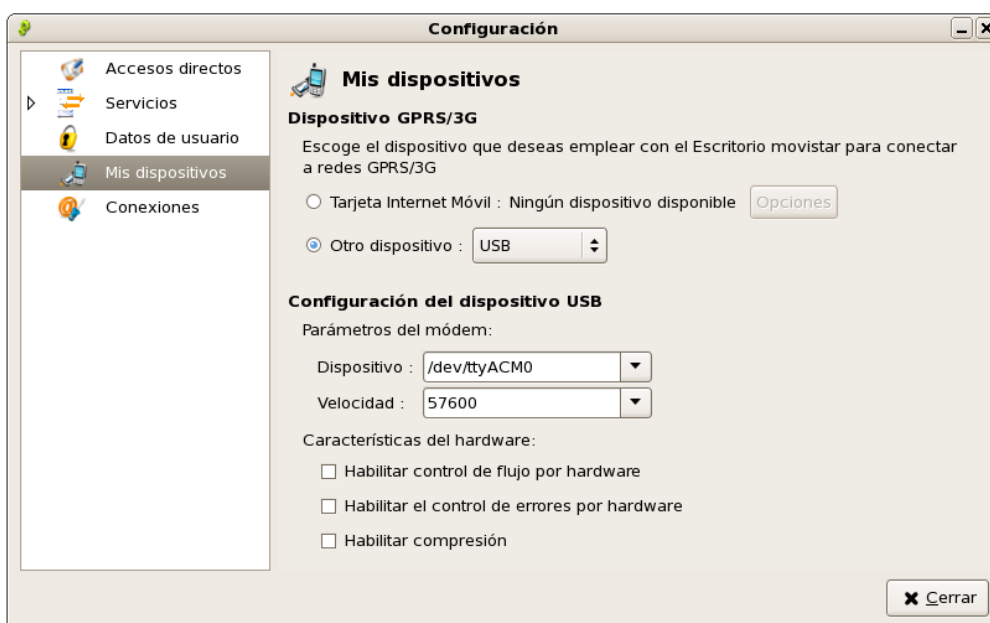 Configuración
Accesos directos
Servicios
Datos de usuario
Mis dispositivos
Conexiones
Mis dispositivos
Dispositivo GPRS/3G
Escoge el dispositivo que deseas emplear con el Escritorio movistar para conectar
a redes GPRS/3G
Tarjeta Internet Móvil : Ningún dispositivo disponible Opciones
Otro dispositivo : USB
Configuración del dispositivo USB
Parámetros del módem:
Dispositivo : /dev/ttyACM0
Velocidad : 57600
Características del hardware:
Habilitar control de flujo por hardware
Habilitar el control de errores por hardware
Habilitar compresión
Cerrar